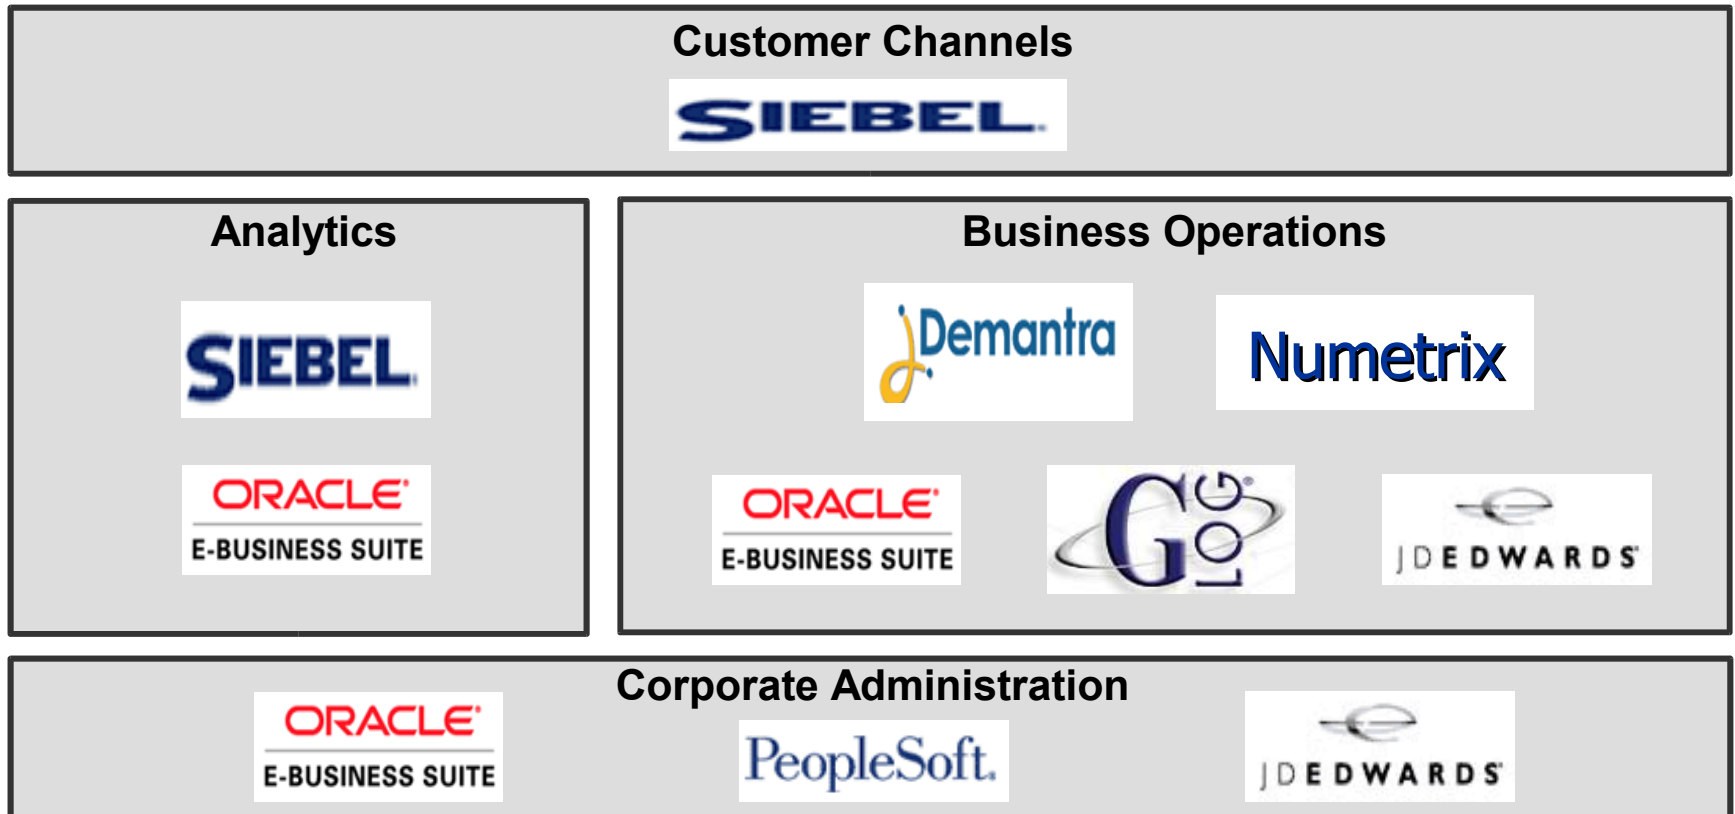 Customer Channels
SIEBEL.
Analytics
SIEBEL.
ORACLE®
E-BUSINESS SUITE
Business Operations
Demantra
Numetrix
ORACLE®
E-BUSINESS SUITE
G LOG®
JDEDWARDS®
Corporate Administration
ORACLE®
E-BUSINESS SUITE
PeopleSoft.
JDEDWARDS®